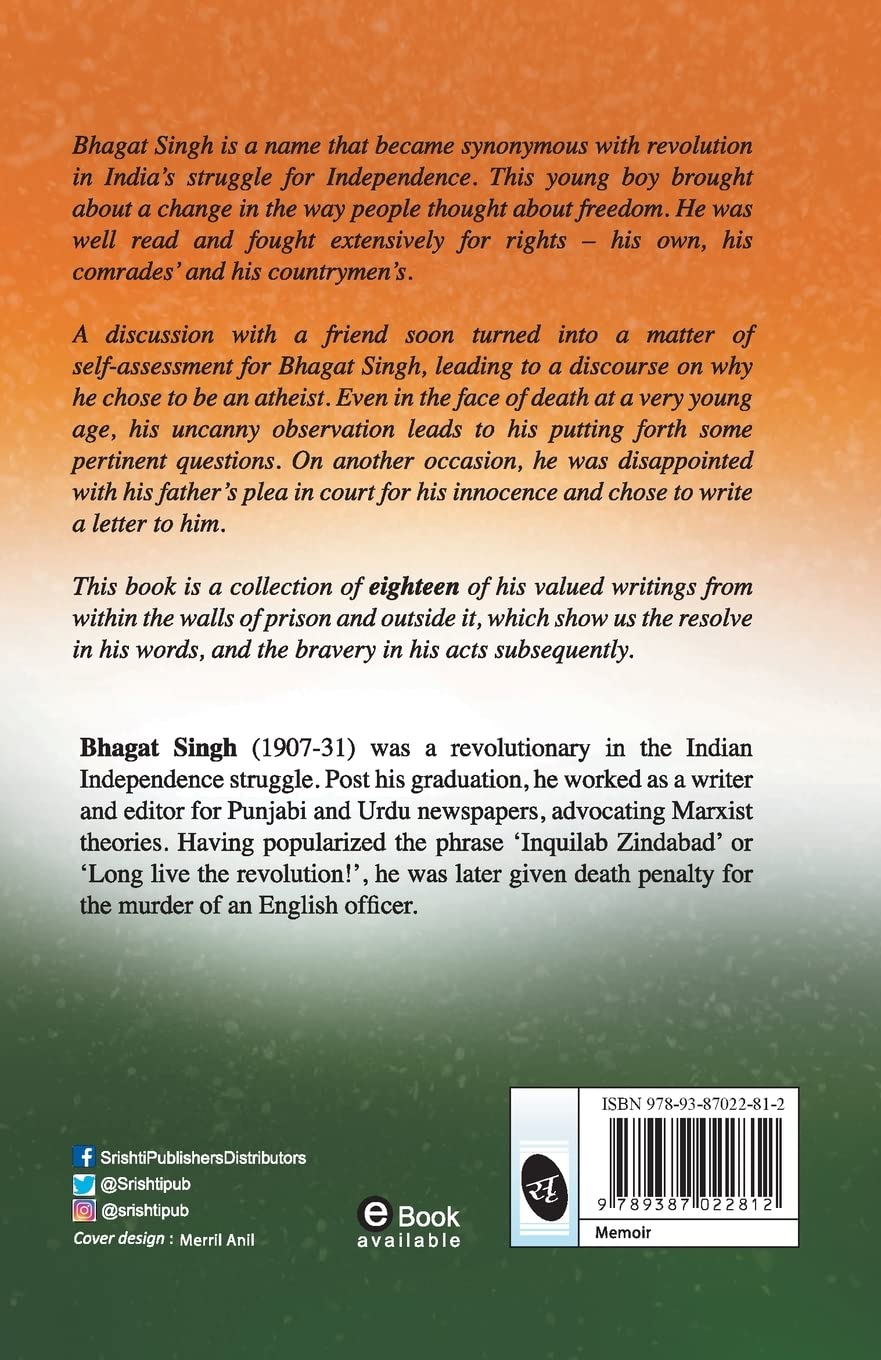 Bhagat Singh is a name that became synonymous with revolution
in India's struggle for Independence. This young boy brought
about a change in the way people thought about freedom. He was
well read and fought extensively for rights – his own, his
comrades' and his countrymen's.
A discussion with a friend soon turned into a matter of
self-assessment for Bhagat Singh, leading to a discourse on why
he chose to be an atheist. Even in the face of death at a very young
age, his uncanny observation leads to his putting forth some
pertinent questions. On another occasion, he was disappointed
with his father's plea in court for his innocence and chose to write
a letter to him.
This book is a collection of eighteen of his valued writings from
within the walls of prison and outside it, which show us the resolve
in his words, and the bravery in his acts subsequently.
Bhagat Singh (1907-31) was a revolutionary in the Indian
Independence struggle. Post his graduation, he worked as a writer
and editor for Punjabi and Urdu newspapers, advocating Marxist
theories. Having popularized the phrase 'Inquilab Zindabad' or
'Long live the revolution!', he was later given death penalty for
the murder of an English officer.
SrishtiPublishersDistributors
@Srishtipub
@srishtipub
Cover design : Merril Anil
e Book
available
ISBN 978-93-87022-81-2
सृ
9 789387 022812
Memoir